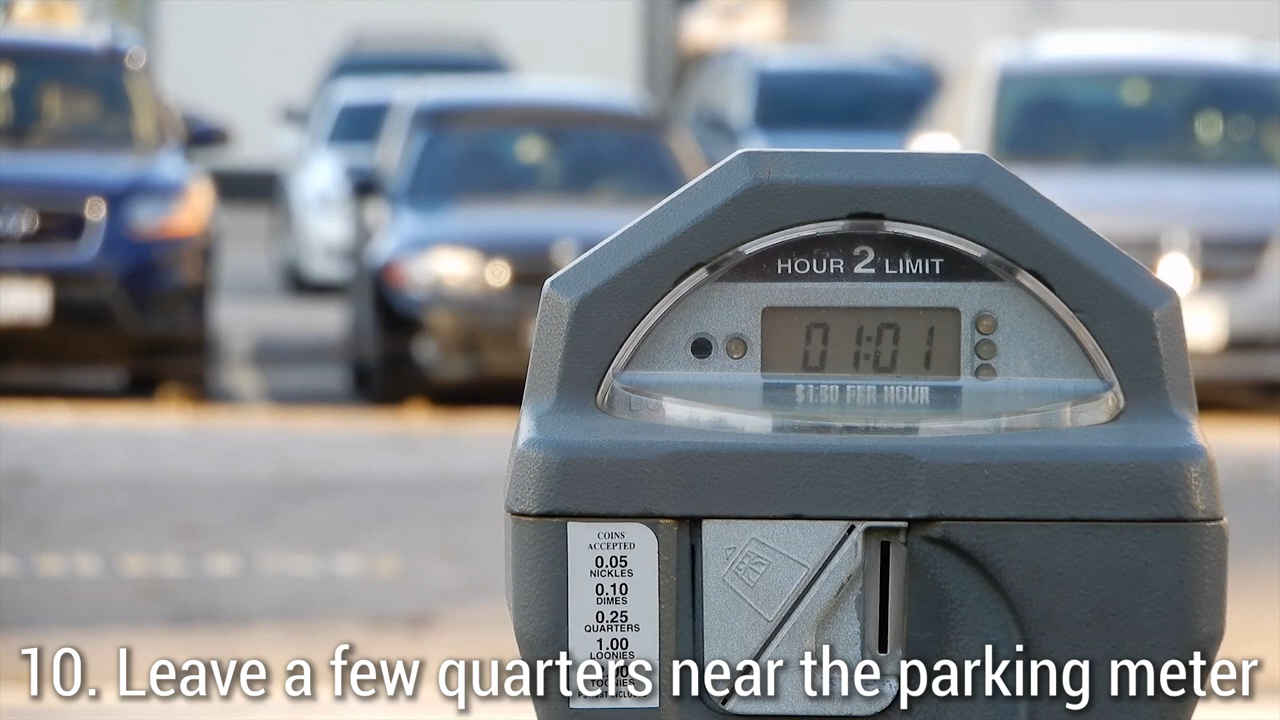 HOUR 2 LIMIT
01:01
$1.50 PER HOUR
COINS
ACCEPTED
0.05
NICKLES
0.10
DIMES
0.25
QUARTERS
1.00
LOONIES
TOONIES
10. Leave a few quarters near the parking meter